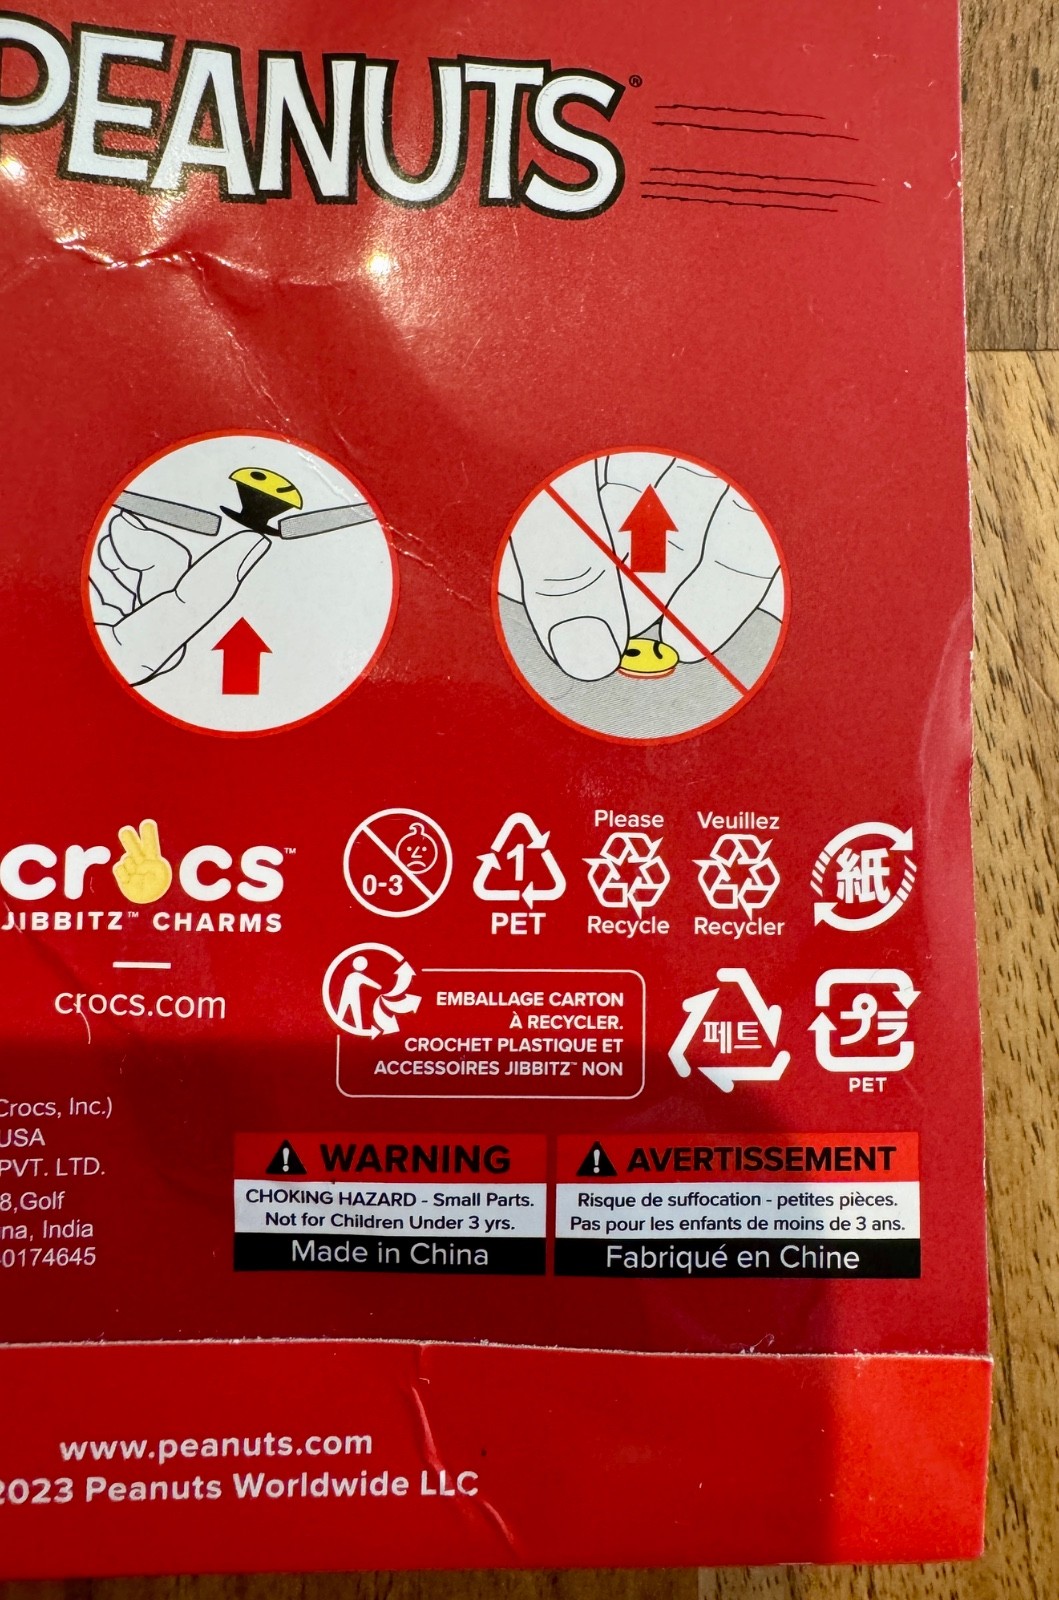 PEANUTS®
crocs™
JIBBITZ™ CHARMS
crocs.com
0-3
1
PET
Please
Recycle
Veuillez
Recycler
紙
EMBALLAGE CARTON
À RECYCLER.
CROCHET PLASTIQUE ET
ACCESSOIRES JIBBITZ™ NON
페트
プラ
PET
Crocs, Inc.)
USA
PVT. LTD.
8,Golf
na, India
0174645
WARNING
CHOKING HAZARD - Small Parts.
Not for Children Under 3 yrs.
Made in China
AVERTISSEMENT
Risque de suffocation - petites pièces.
Pas pour les enfants de moins de 3 ans.
Fabriqué en Chine
www.peanuts.com
2023 Peanuts Worldwide LLC